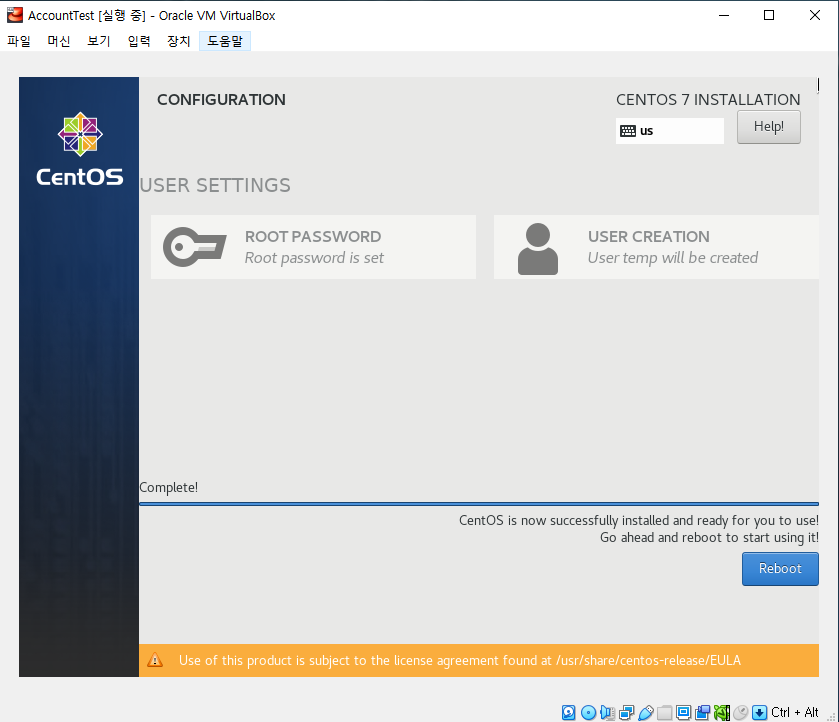 AccountTest [실행 중] - Oracle VM VirtualBox
파일 머신 보기 입력 장치 도움말
CentOS
CONFIGURATION
CENTOS 7 INSTALLATION
us
Help!
USER SETTINGS
ROOT PASSWORD
Root password is set
USER CREATION
User temp will be created
Complete!
CentOS is now successfully installed and ready for you to use!
Go ahead and reboot to start using it!
Reboot
Use of this product is subject to the license agreement found at /usr/share/centos-release/EULA
Ctrl + Alt